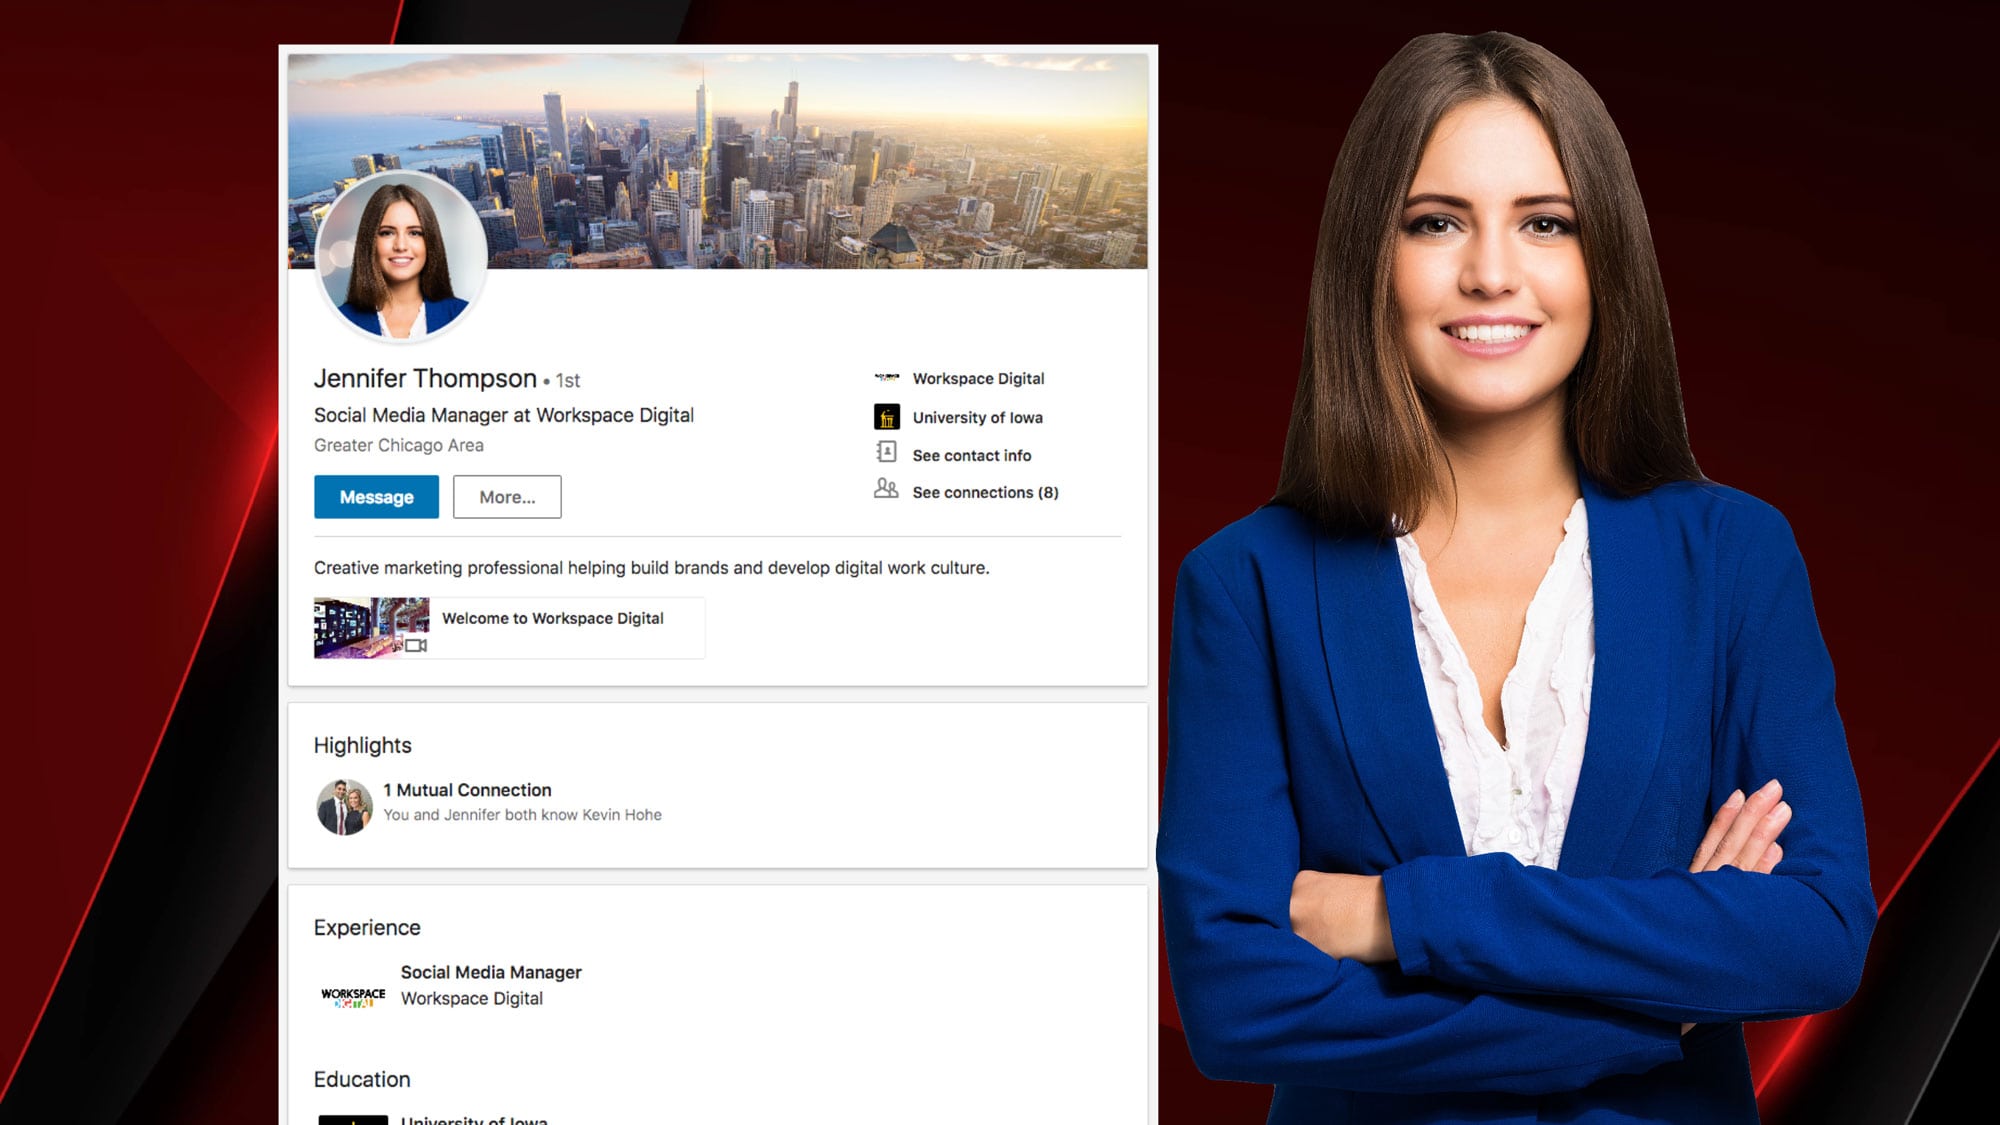 Jennifer Thompson • 1st
Social Media Manager at Workspace Digital
Greater Chicago Area
Message
More...
Workspace Digital
University of Iowa
See contact info
See connections (8)
Creative marketing professional helping build brands and develop digital work culture.
Welcome to Workspace Digital
Highlights
1 Mutual Connection
You and Jennifer both know Kevin Hohe
Experience
WORKSPACE
DIGITAL
Social Media Manager
Workspace Digital
Education
University of Iowa